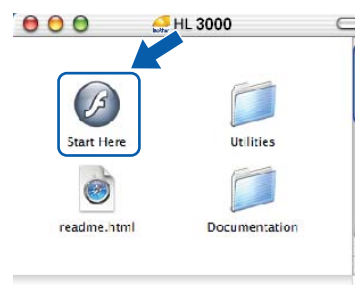 HL 3000
Start Here
Utilities
readme.html
Documentation